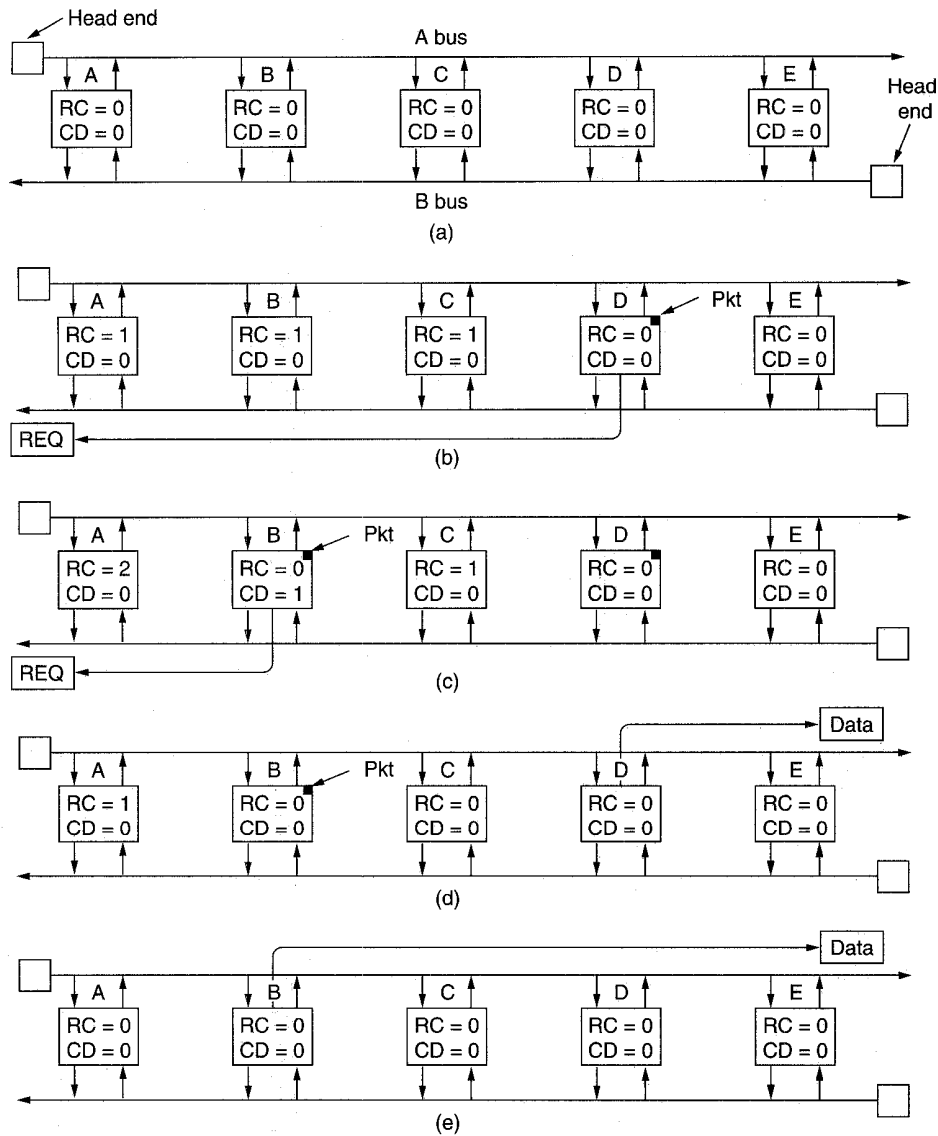 Head end
A bus
A B C D E
Head end
RC = 0 RC = 0 RC = 0 RC = 0 RC = 0
CD = 0 CD = 0 CD = 0 CD = 0 CD = 0
B bus
(a)
A B C D Pkt E
RC = 1 RC = 1 RC = 1 RC = 0 RC = 0
CD = 0 CD = 0 CD = 0 CD = 0 CD = 0
REQ
(b)
A B Pkt C D E
RC = 2 RC = 0 RC = 1 RC = 0 RC = 0
CD = 0 CD = 1 CD = 0 CD = 0 CD = 0
REQ
(c)
Data
A B Pkt C D E
RC = 1 RC = 0 RC = 0 RC = 0 RC = 0
CD = 0 CD = 0 CD = 0 CD = 0 CD = 0
(d)
Data
A B C D E
RC = 0 RC = 0 RC = 0 RC = 0 RC = 0
CD = 0 CD = 0 CD = 0 CD = 0 CD = 0
(e)